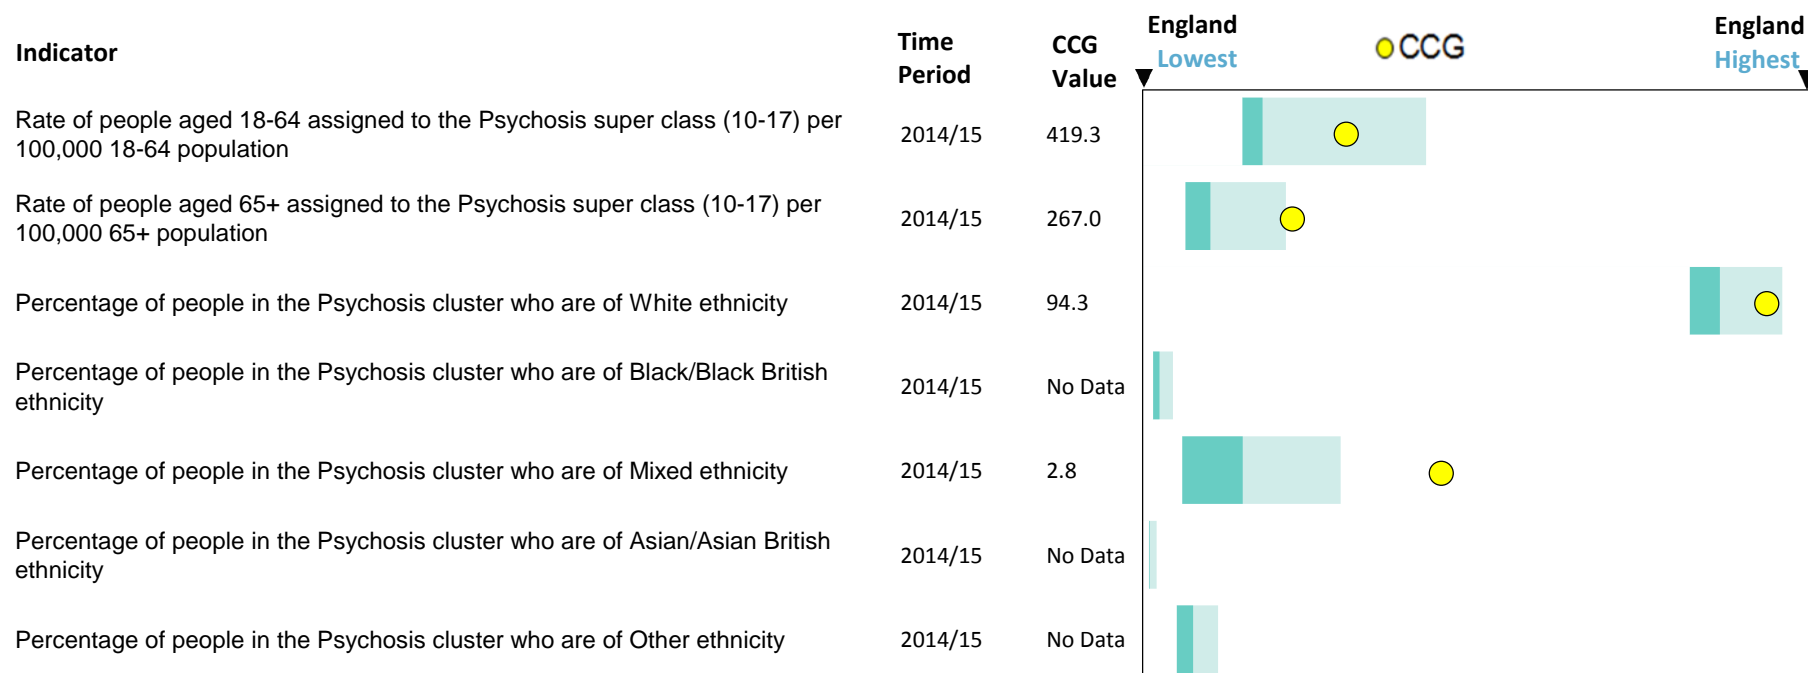 Indicator
Time Period
CCG Value
England Lowest
CCG
England Highest
Rate of people aged 18-64 assigned to the Psychosis super class (10-17) per
100,000 18-64 population
2014/15
419.3
Rate of people aged 65+ assigned to the Psychosis super class (10-17) per
100,000 65+ population
2014/15
267.0
Percentage of people in the Psychosis cluster who are of White ethnicity
2014/15
94.3
Percentage of people in the Psychosis cluster who are of Black/Black British
ethnicity
2014/15
No Data
Percentage of people in the Psychosis cluster who are of Mixed ethnicity
2014/15
2.8
Percentage of people in the Psychosis cluster who are of Asian/Asian British
ethnicity
2014/15
No Data
Percentage of people in the Psychosis cluster who are of Other ethnicity
2014/15
No Data